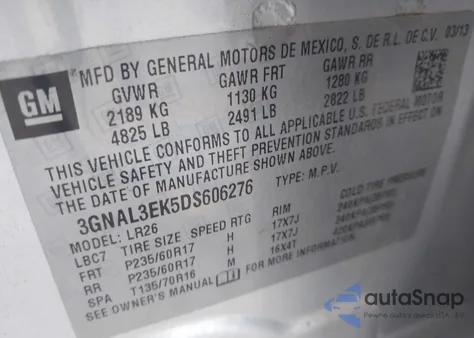 MFD BY GENERAL MOTORS DE MEXICO, S. DE R.L. DE C.V. 03/13
GM
GVWR GAWR FRT GAWR RR
2189 KG 1130 KG 1280 KG
4825 LB 2491 LB 2822 LB
THIS VEHICLE CONFORMS TO ALL APPLICABLE U.S. FEDERAL MOTOR
VEHICLE SAFETY AND THEFT PREVENTION STANDARDS IN EFFECT ON
THE DATE OF MANUFACTURE SHOWN ABOVE.
3GNAL3EK5DS606276 TYPE: M.P.V.
MODEL: LR26
LBC7 TIRE SIZE SPEED RTG RIM COLD TIRE PRESSURE
FRT P235/60R17 H 17X7J
RR P235/60R17 H 17X7J
SPA T135/70R16 M 16X4T
SEE OWNER'S MANUAL FOR MORE INFORMATION.
autoSnap